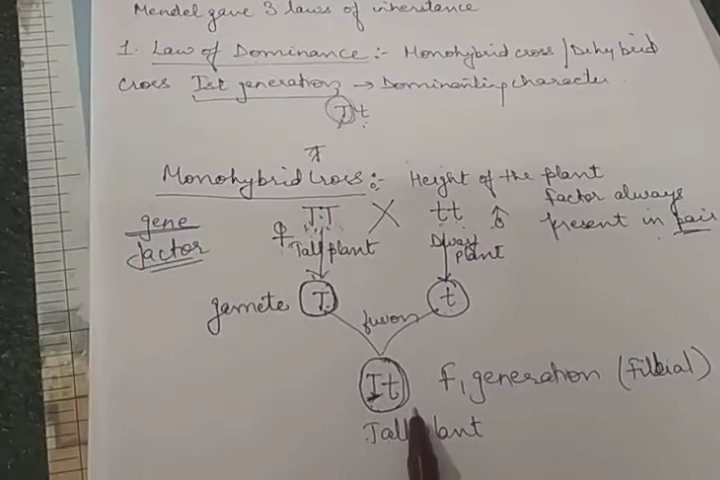 Mendel gave 3 laws of inheritance
1. Law of Dominance :- Monohybrid cross / Dihybrid
cross Ist generation → Dominanting character
Tt
Monohybrid Cross :- Height of the plant
gene TT X tt factor always
factor ♀ Tall plant Dwarf plant ♂ present in pair
gamete T t
fusion
Tt F1 generation (Filial)
Tall plant